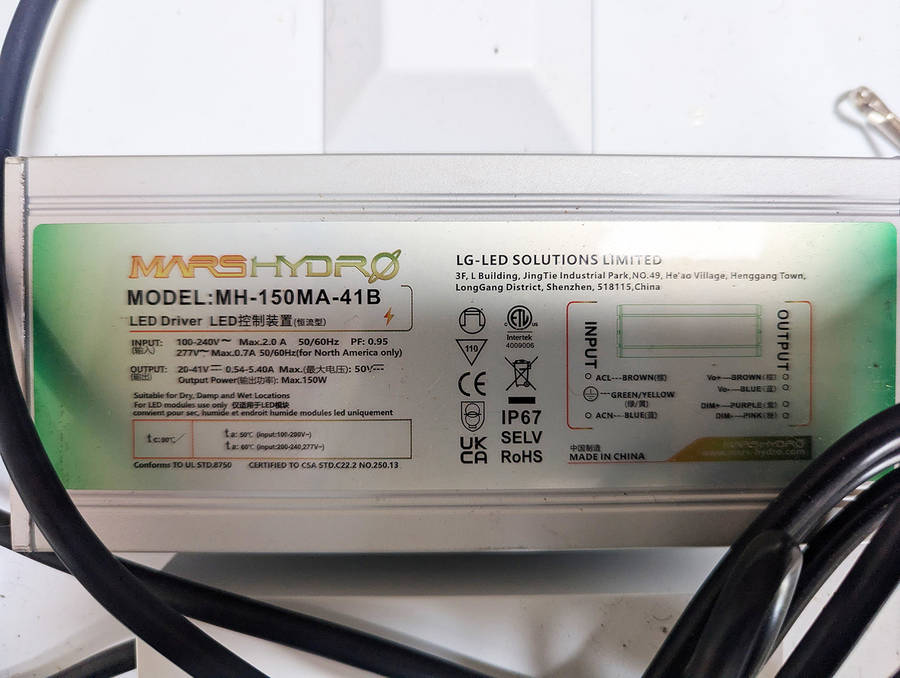 MARSHYDRO
MODEL:MH-150MA-41B
LED Driver LED控制装置(恒流型)
INPUT: 100-240V～ Max.2.0 A 50/60Hz PF: 0.95
(输入) 277V～Max.0.7A 50/60Hz(for North America only)
OUTPUT: 20-41V⎓ 0.54-5.40A Max.(最大电压): 50V⎓
(输出) Output Power(输出功率): Max.150W
Suitable for Dry, Damp and Wet Locations
For LED modules use only 仅适用于LED模块
convient pour sec, humide et endroit humide modules led uniquement
tc:90℃
ta: 50℃ (input:100-200V~)
ta: 60℃ (input:200-240,277V~)
Conforms TO UL STD.8750 CERTIFIED TO CSA STD.C22.2 NO.250.13
LG-LED SOLUTIONS LIMITED
3F, L Building, JingTie Industrial Park,NO.49, He'ao Village, Henggang Town,
LongGang District, Shenzhen, 518115,China
ETL
C US
Intertek
4009006
110
CE
UK
CA
IP67
SELV
RoHS
INPUT
ACL---BROWN(棕)
GREEN/YELLOW
(绿/黄)
ACN---BLUE(蓝)
OUTPUT
Vo+---BROWN(棕)
Vo----BLUE(蓝)
DIM+---PURPLE(紫)
DIM----PINK(粉)
中国制造
MADE IN CHINA
MARSHYDRO
www.mars-hydro.com